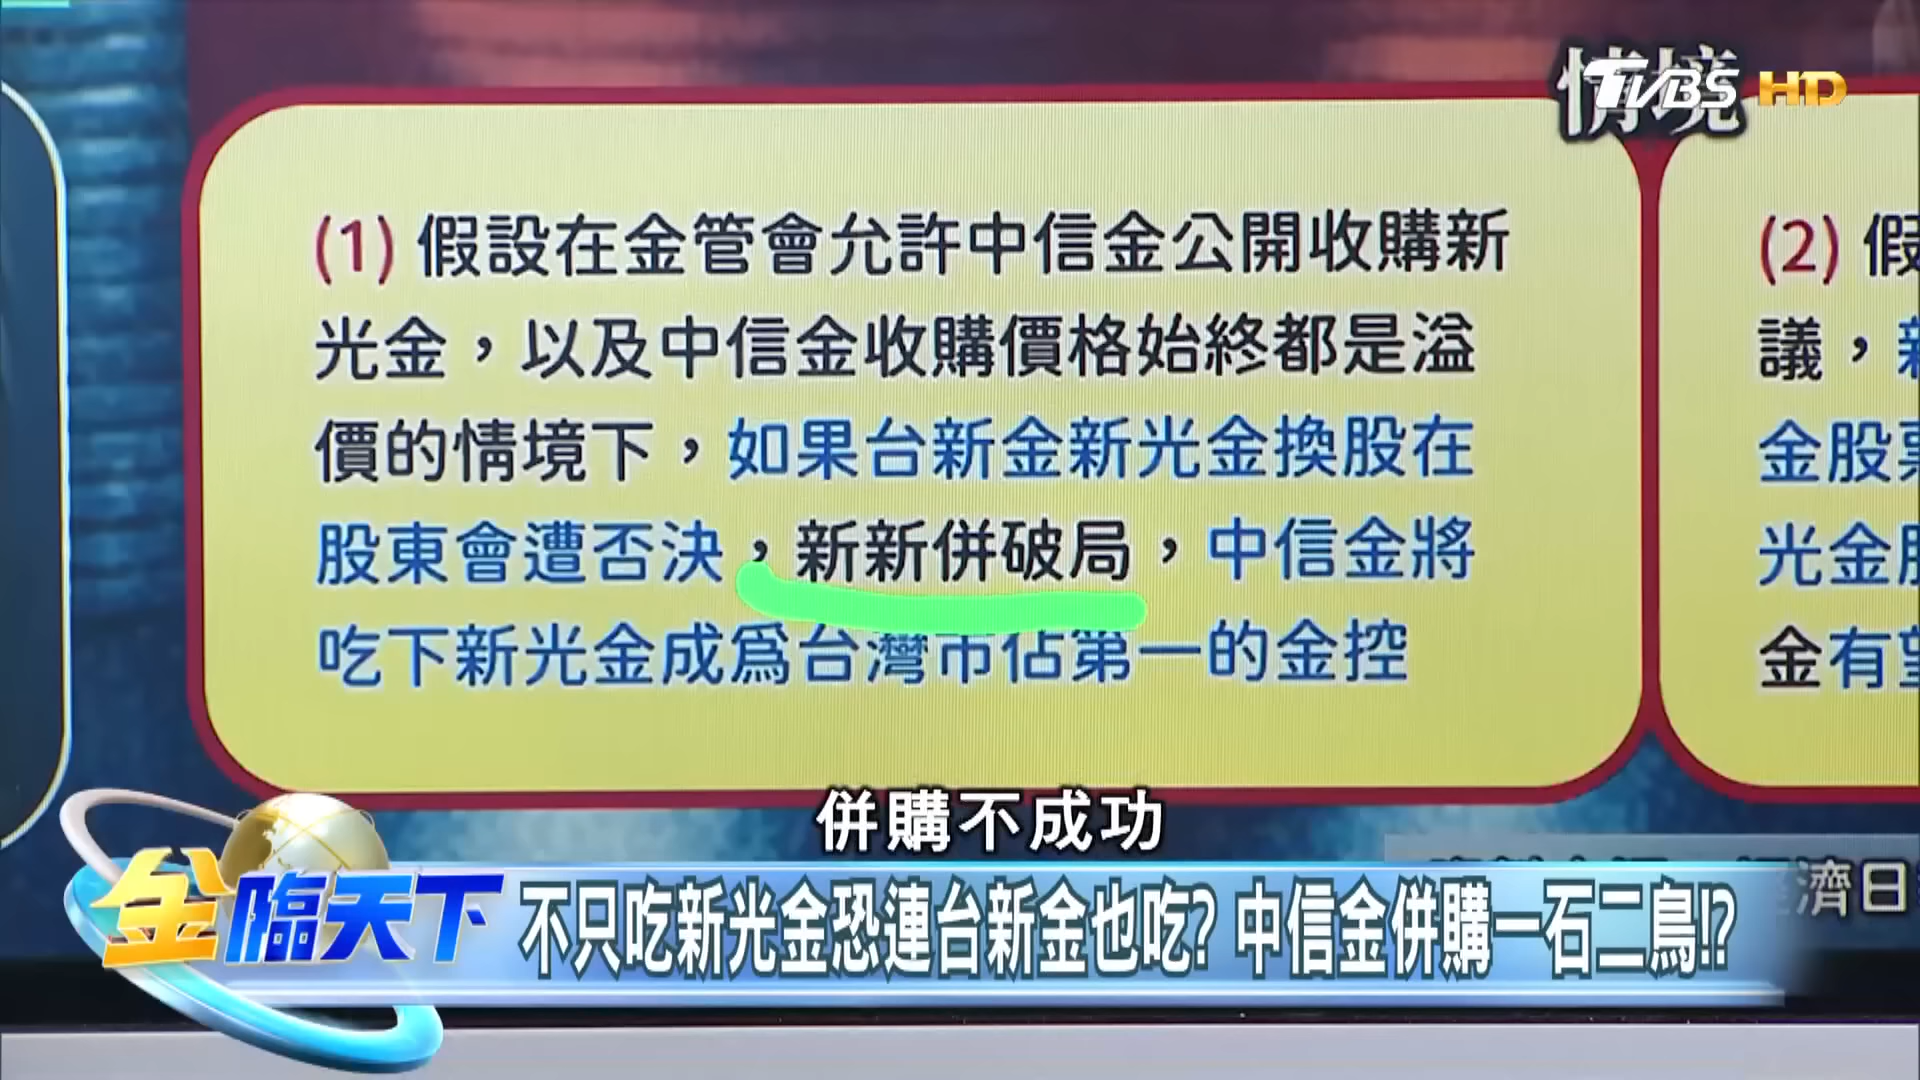 情境
TVBS HD
(1) 假設在金管會允許中信金公開收購新
光金，以及中信金收購價格始終都是溢
價的情境下，如果台新金新光金換股在
股東會遭否決，新新併破局，中信金將
吃下新光金成為台灣市佔第一的金控
(2) 假
議，新
金股票
光金股
金有望
併購不成功
濟日
金臨天下
不只吃新光金恐連台新金也吃? 中信金併購一石二鳥!?